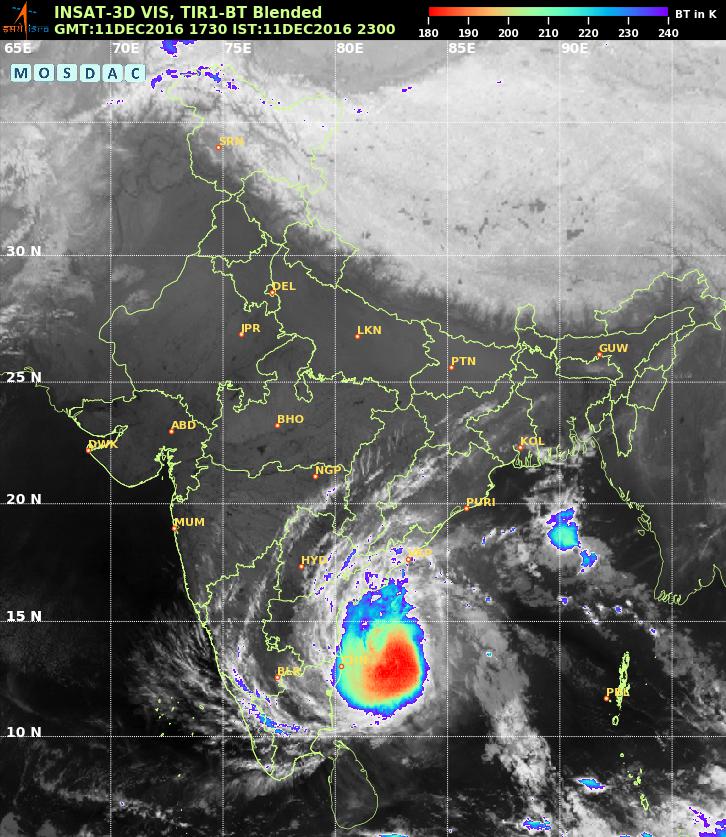 INSAT-3D VIS, TIR1-BT Blended
GMT:11DEC2016 1730 IST:11DEC2016 2300
BT in K
180 190 200 210 220 230 240
65E 70E 75E 80E 85E 90E
MOSDAC
SRN
30 N
DEL
JPR
LKN
GUW
PTN
25 N
ABD
BHO
DWK
KOL
NGP
20 N
PURI
MUM
HYD
15 N
BLR
10 N